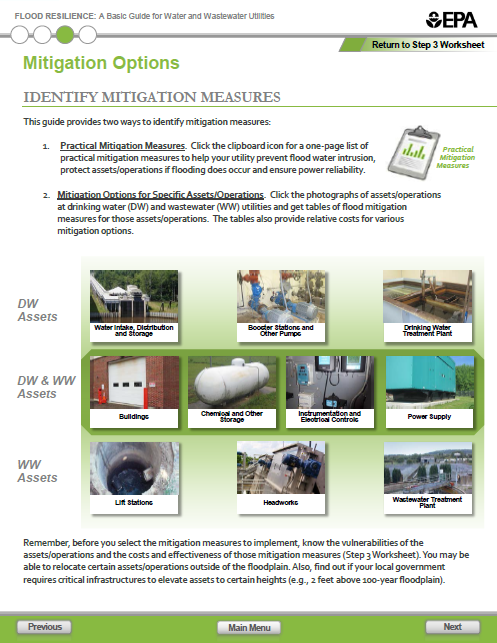 FLOOD RESILIENCE: A Basic Guide for Water and Wastewater Utilities
EPA
Return to Step 3 Worksheet
Mitigation Options
IDENTIFY MITIGATION MEASURES
This guide provides two ways to identify mitigation measures:
1. Practical Mitigation Measures. Click the clipboard icon for a one-page list of
practical mitigation measures to help your utility prevent flood water intrusion,
protect assets/operations if flooding does occur and ensure power reliability.
Practical
Mitigation
Measures
2. Mitigation Options for Specific Assets/Operations. Click the photographs of assets/operations
at drinking water (DW) and wastewater (WW) utilities and get tables of flood mitigation
measures for those assets/operations. The tables also provide relative costs for various
mitigation options.
DW
Assets
Water Intake, Distribution
and Storage
Booster Stations and
Other Pumps
Drinking Water
Treatment Plant
DW & WW
Assets
Buildings
Chemical and Other
Storage
Instrumentation and
Electrical Controls
Power Supply
WW
Assets
Lift Stations
Headworks
Wastewater Treatment
Plant
Remember, before you select the mitigation measures to implement, know the vulnerabilities of the
assets/operations and the costs and effectiveness of those mitigation measures (Step 3 Worksheet). You may be
able to relocate certain assets/operations outside of the floodplain. Also, find out if your local government
requires critical infrastructures to elevate assets to certain heights (e.g., 2 feet above 100-year floodplain).
Previous
Main Menu
Next